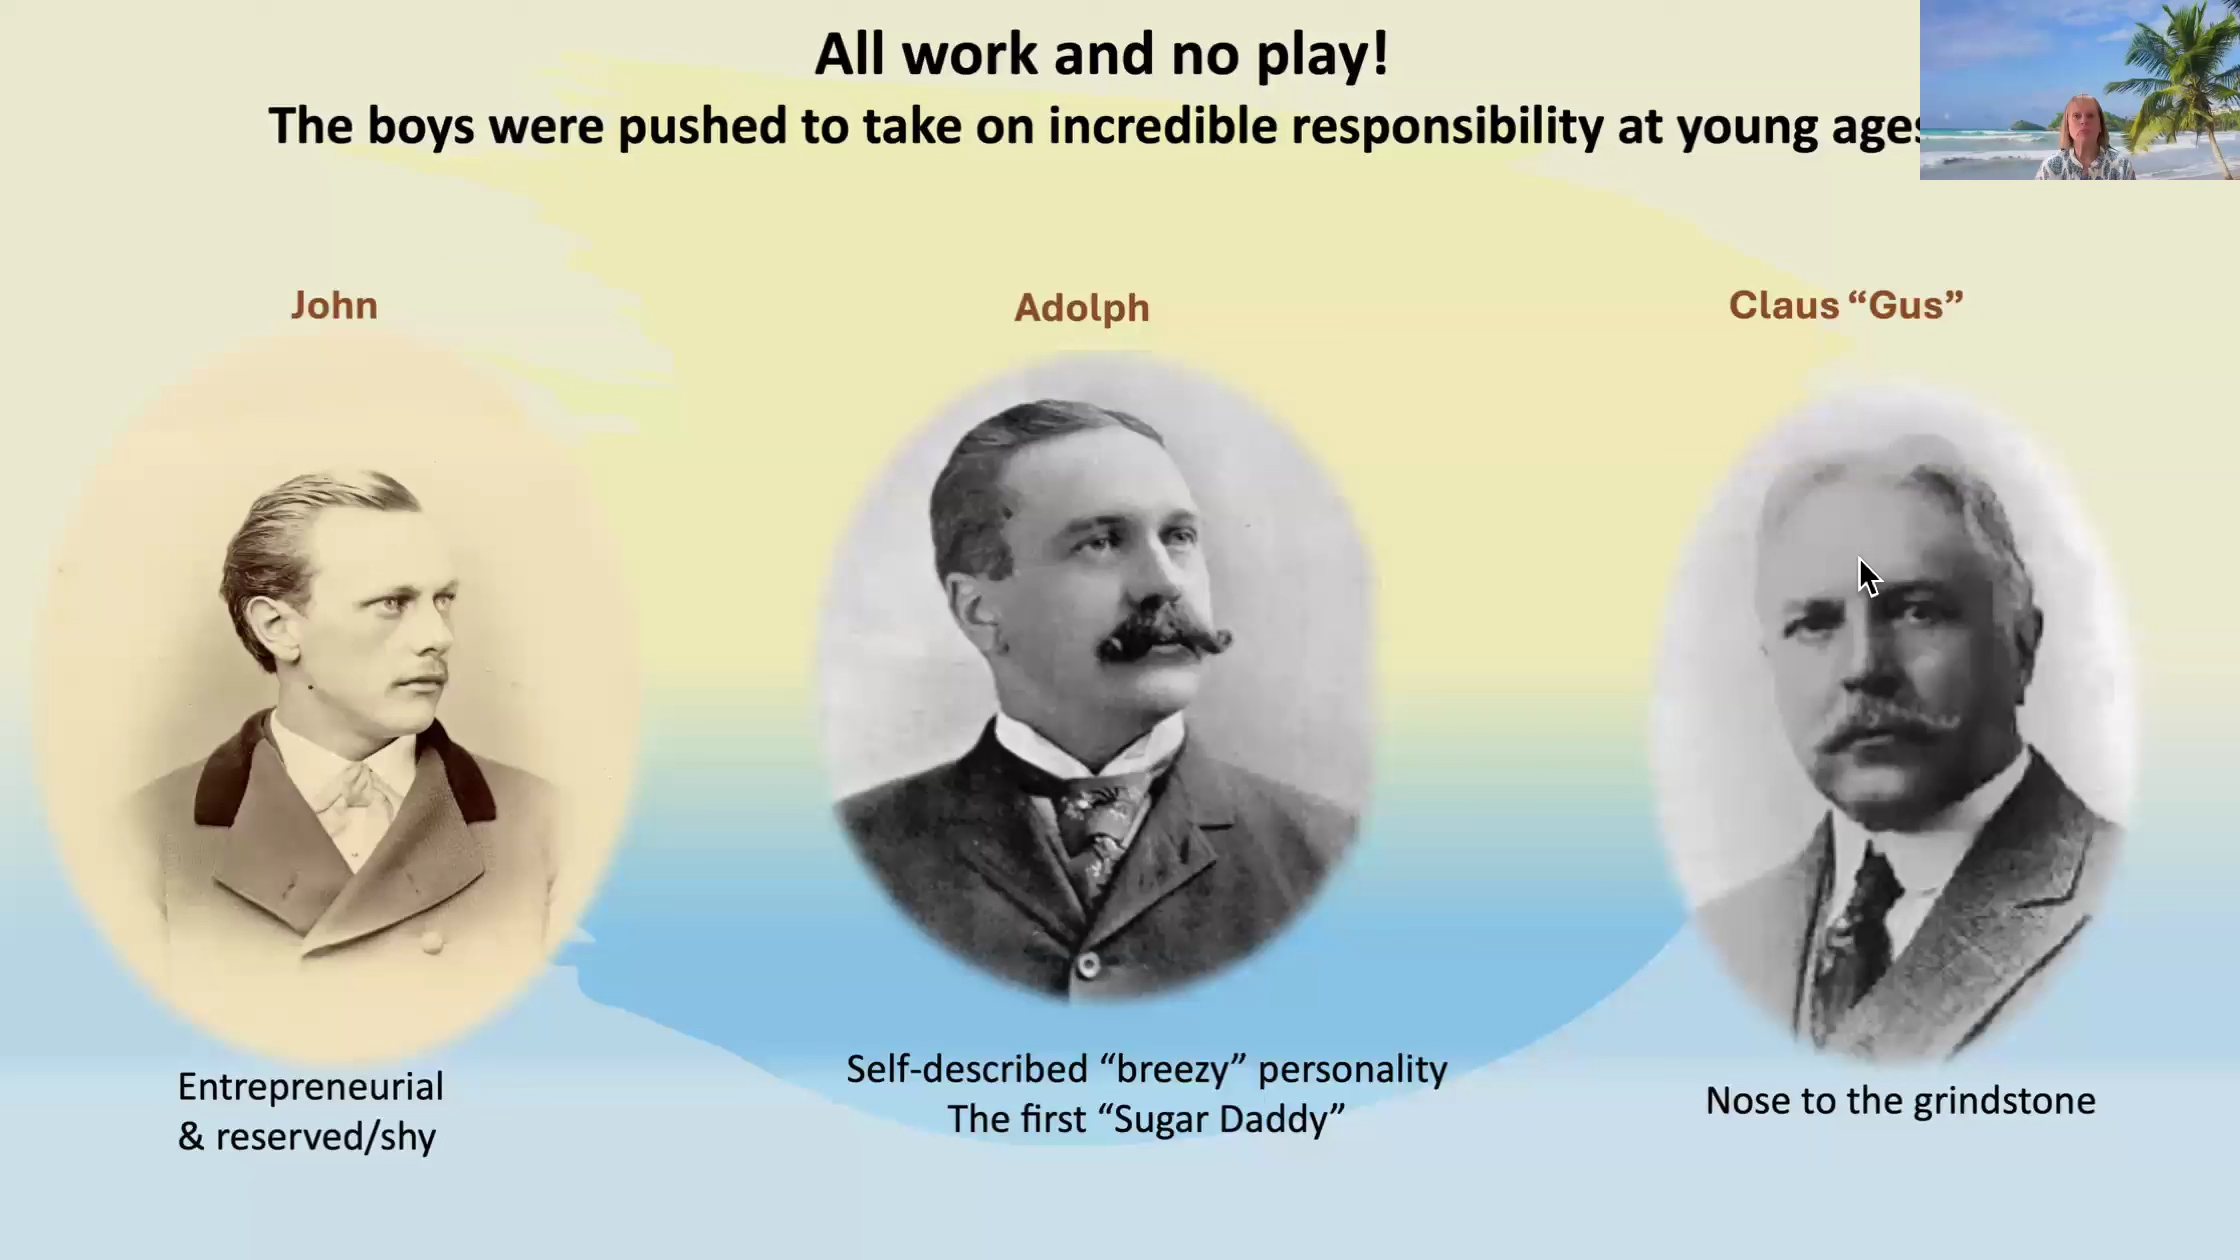 All work and no play!
The boys were pushed to take on incredible responsibility at young ages
John
Adolph
Claus “Gus”
Entrepreneurial
& reserved/shy
Self-described “breezy” personality
The first “Sugar Daddy”
Nose to the grindstone